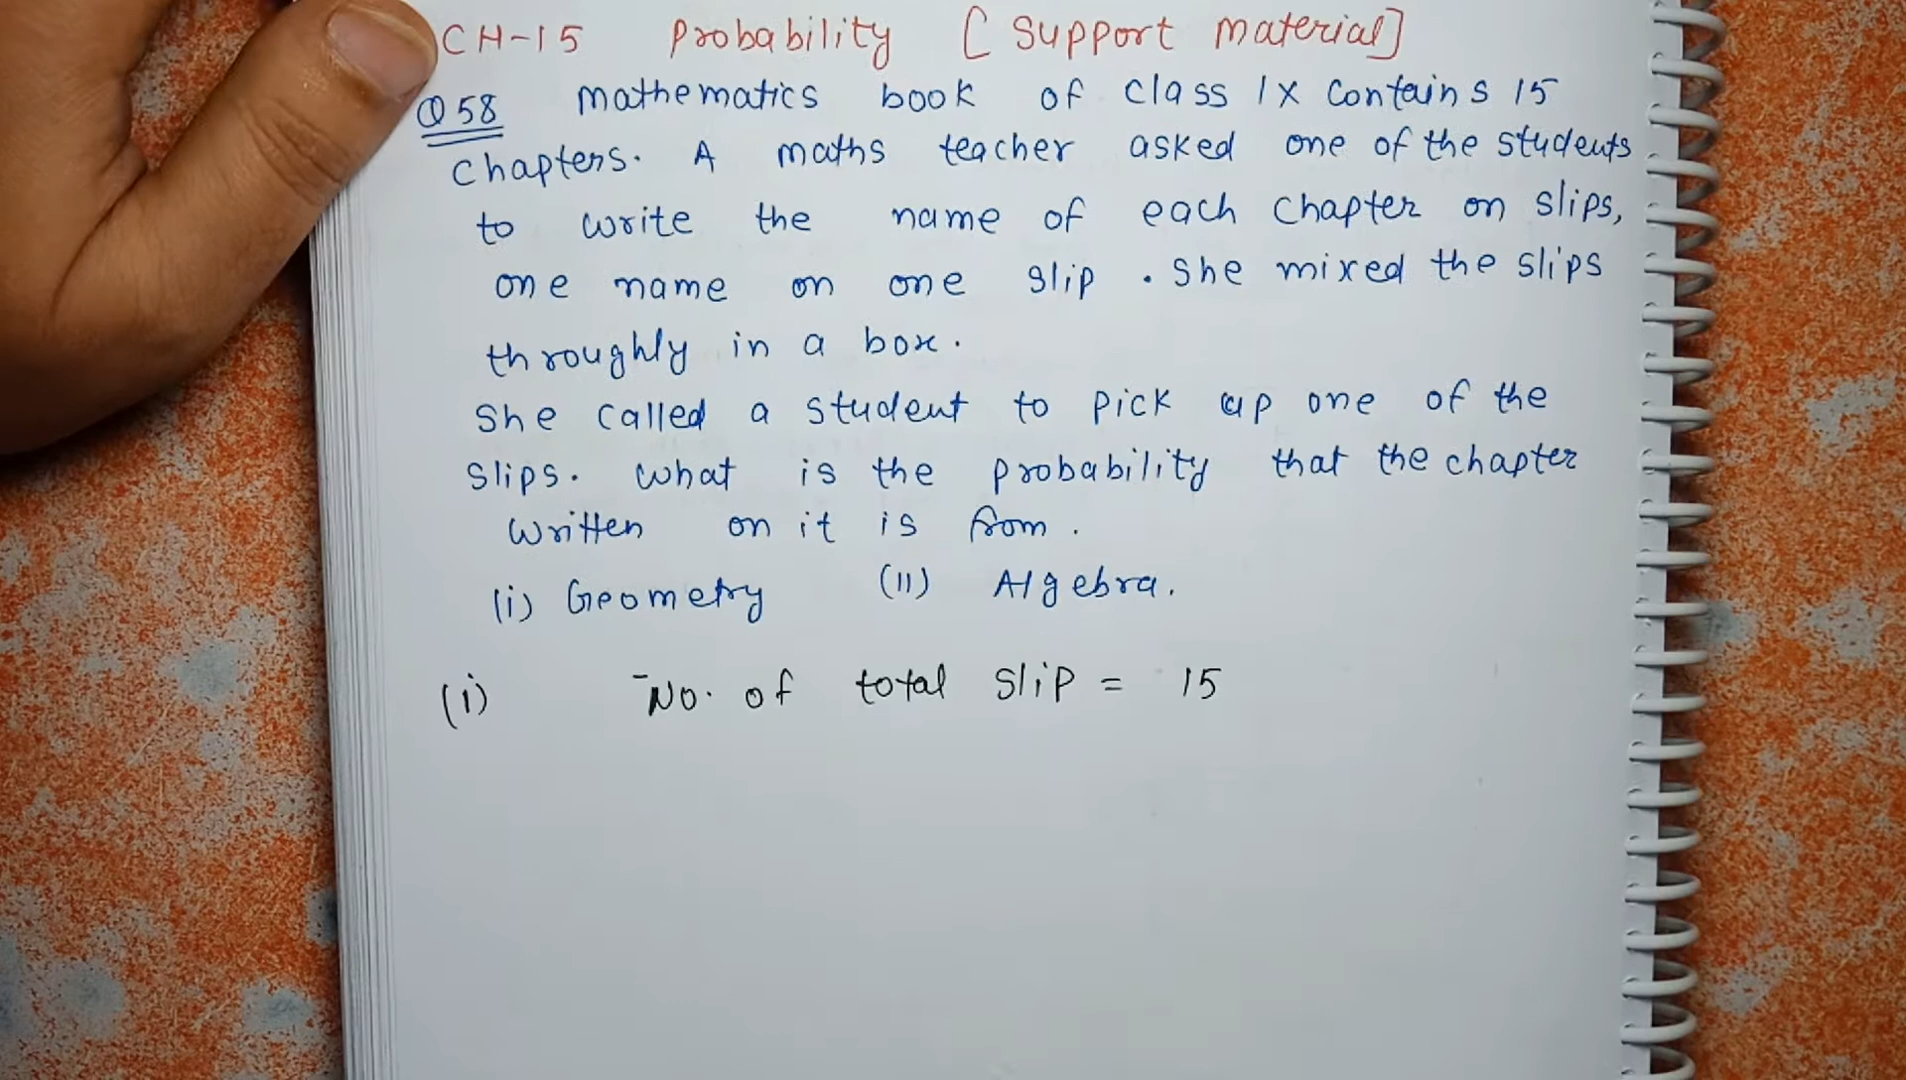 CH-15 Probability [Support Material]
Q58 Mathematics book of class IX contains 15
chapters. A maths teacher asked one of the students
to write the name of each chapter on slips,
one name on one slip. She mixed the slips
throughly in a box.
She called a student to pick up one of the
slips. What is the probability that the chapter
written on it is from.
(i) Geometry (ii) Algebra.
(i) No. of total slip = 15